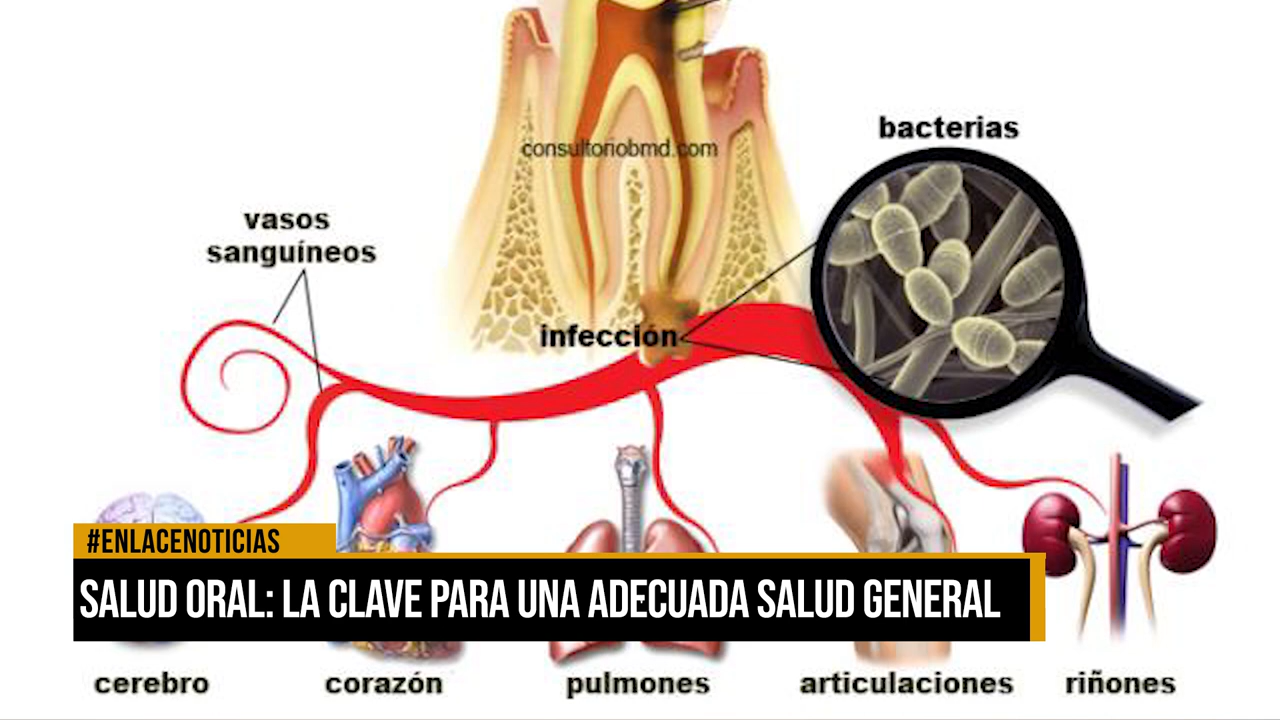 consultoriobmd.com
bacterias
vasos
sanguíneos
infección
#ENLACENOTICIAS
SALUD ORAL: LA CLAVE PARA UNA ADECUADA SALUD GENERAL
cerebro
corazón
pulmones
articulaciones
riñones